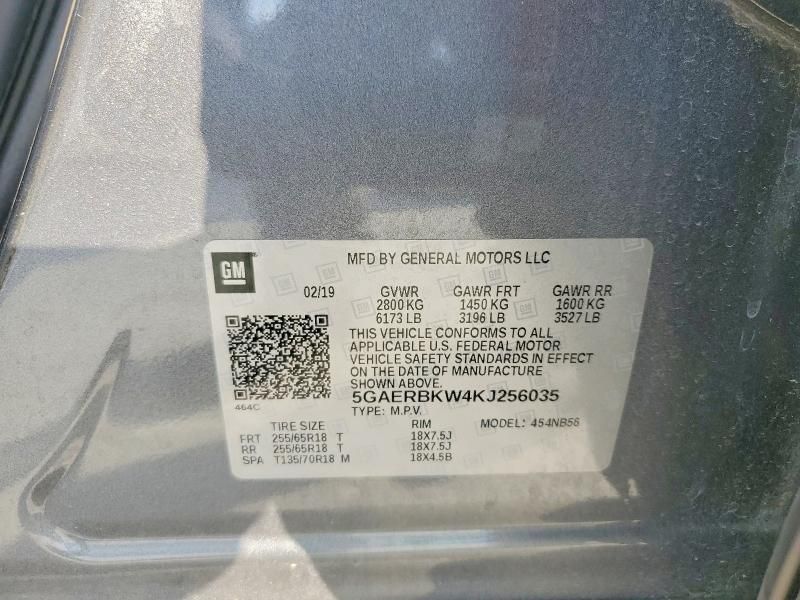 GM
MFD BY GENERAL MOTORS LLC
02/19 GVWR GAWR FRT GAWR RR
2800 KG 1450 KG 1600 KG
6173 LB 3196 LB 3527 LB
THIS VEHICLE CONFORMS TO ALL
APPLICABLE U.S. FEDERAL MOTOR
VEHICLE SAFETY STANDARDS IN EFFECT
ON THE DATE OF MANUFACTURE
SHOWN ABOVE.
464C
5GAERBKW4KJ256035
TYPE: M.P.V.
TIRE SIZE RIM MODEL: 454NB56
FRT 255/65R18 T 18X7.5J
RR 255/65R18 T 18X7.5J
SPA T135/70R18 M 18X4.5B